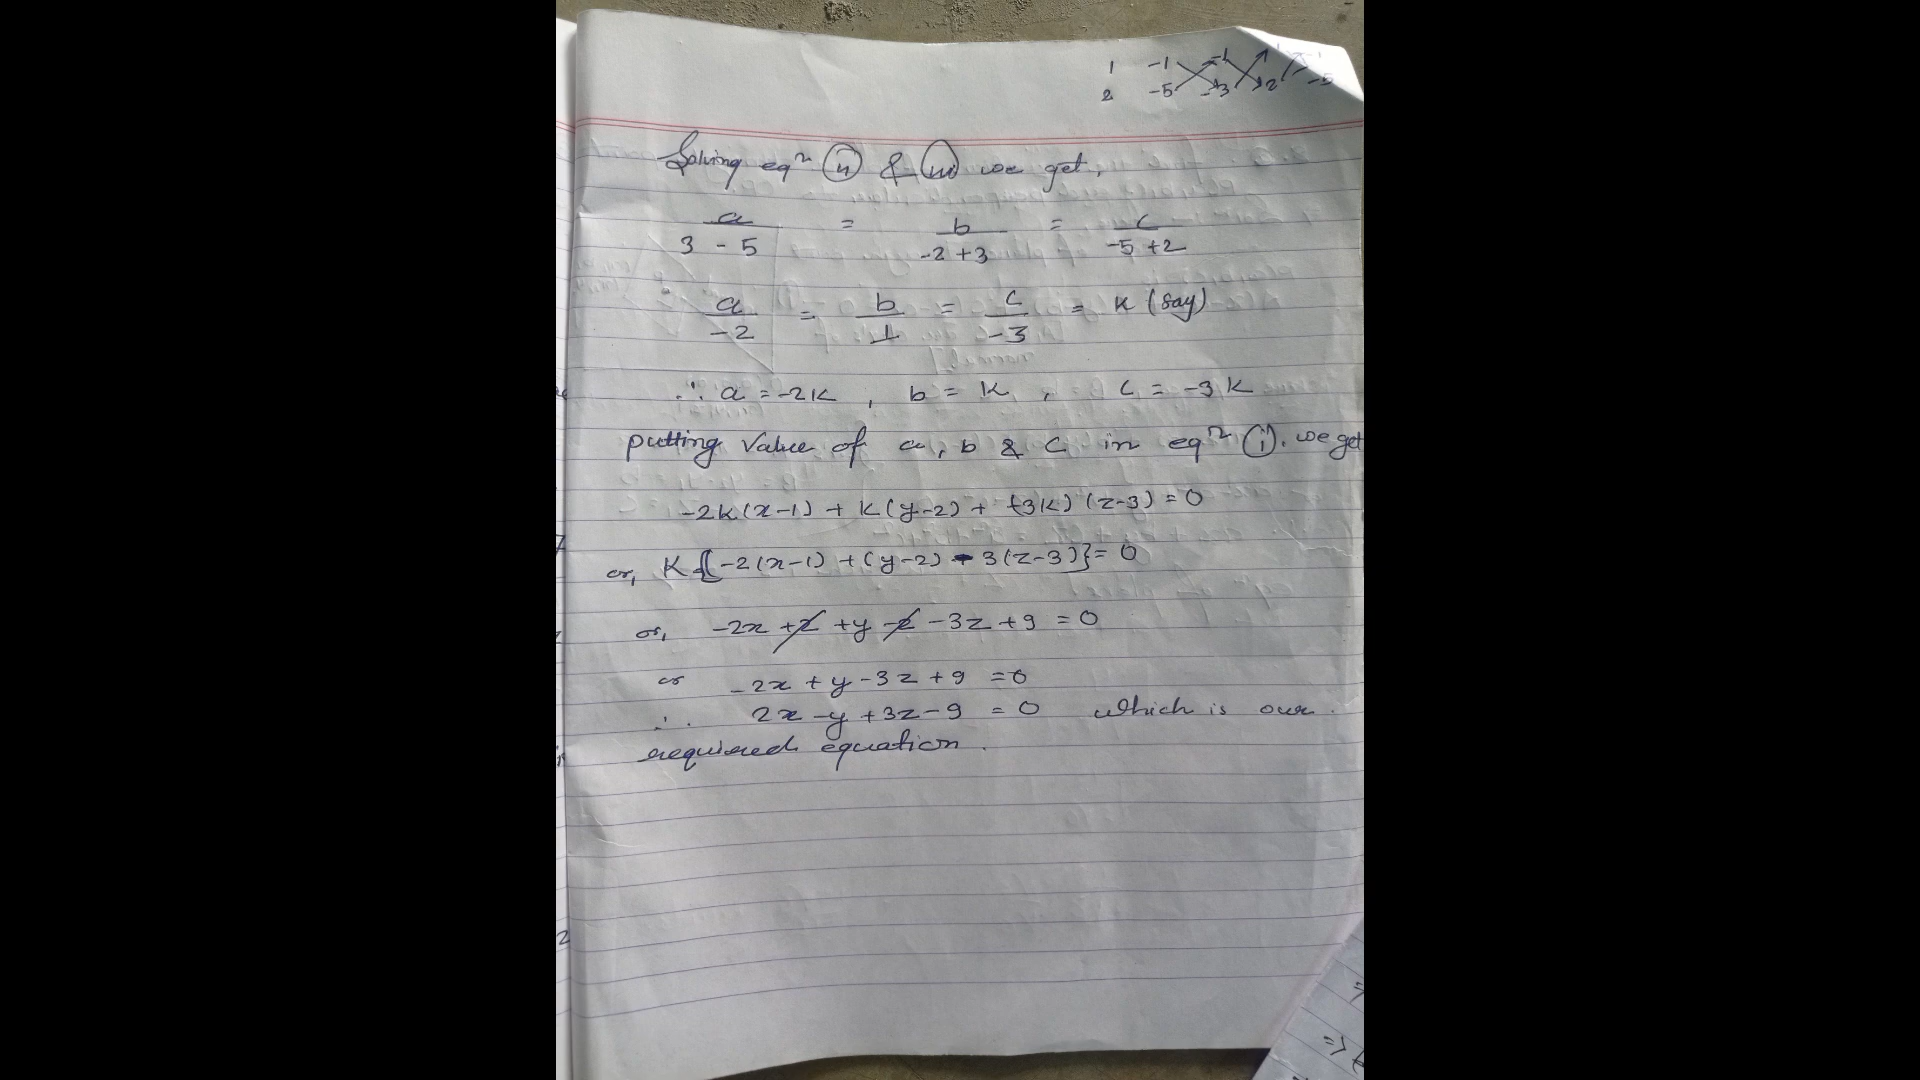 1 -1 -1 1 -1
2 -5 -3 2 -5
Solving eqn (ii) & (iii) we get,
a/(3 - 5) = b/(-2+3) = c/(-5+2)
a/-2 = b/1 = c/-3 = K (say)
∴ a = -2K , b = K , c = -3K
putting value of a, b & c in eqn (i). we get
-2K(x-1) + K(y-2) + (-3K) (z-3) = 0
or, K{-2(x-1) + (y-2) - 3(z-3)} = 0
or, -2x +2 +y -2 -3z +9 = 0
or -2x + y - 3z + 9 = 0
∴ 2x - y + 3z - 9 = 0 which is our
required equation.